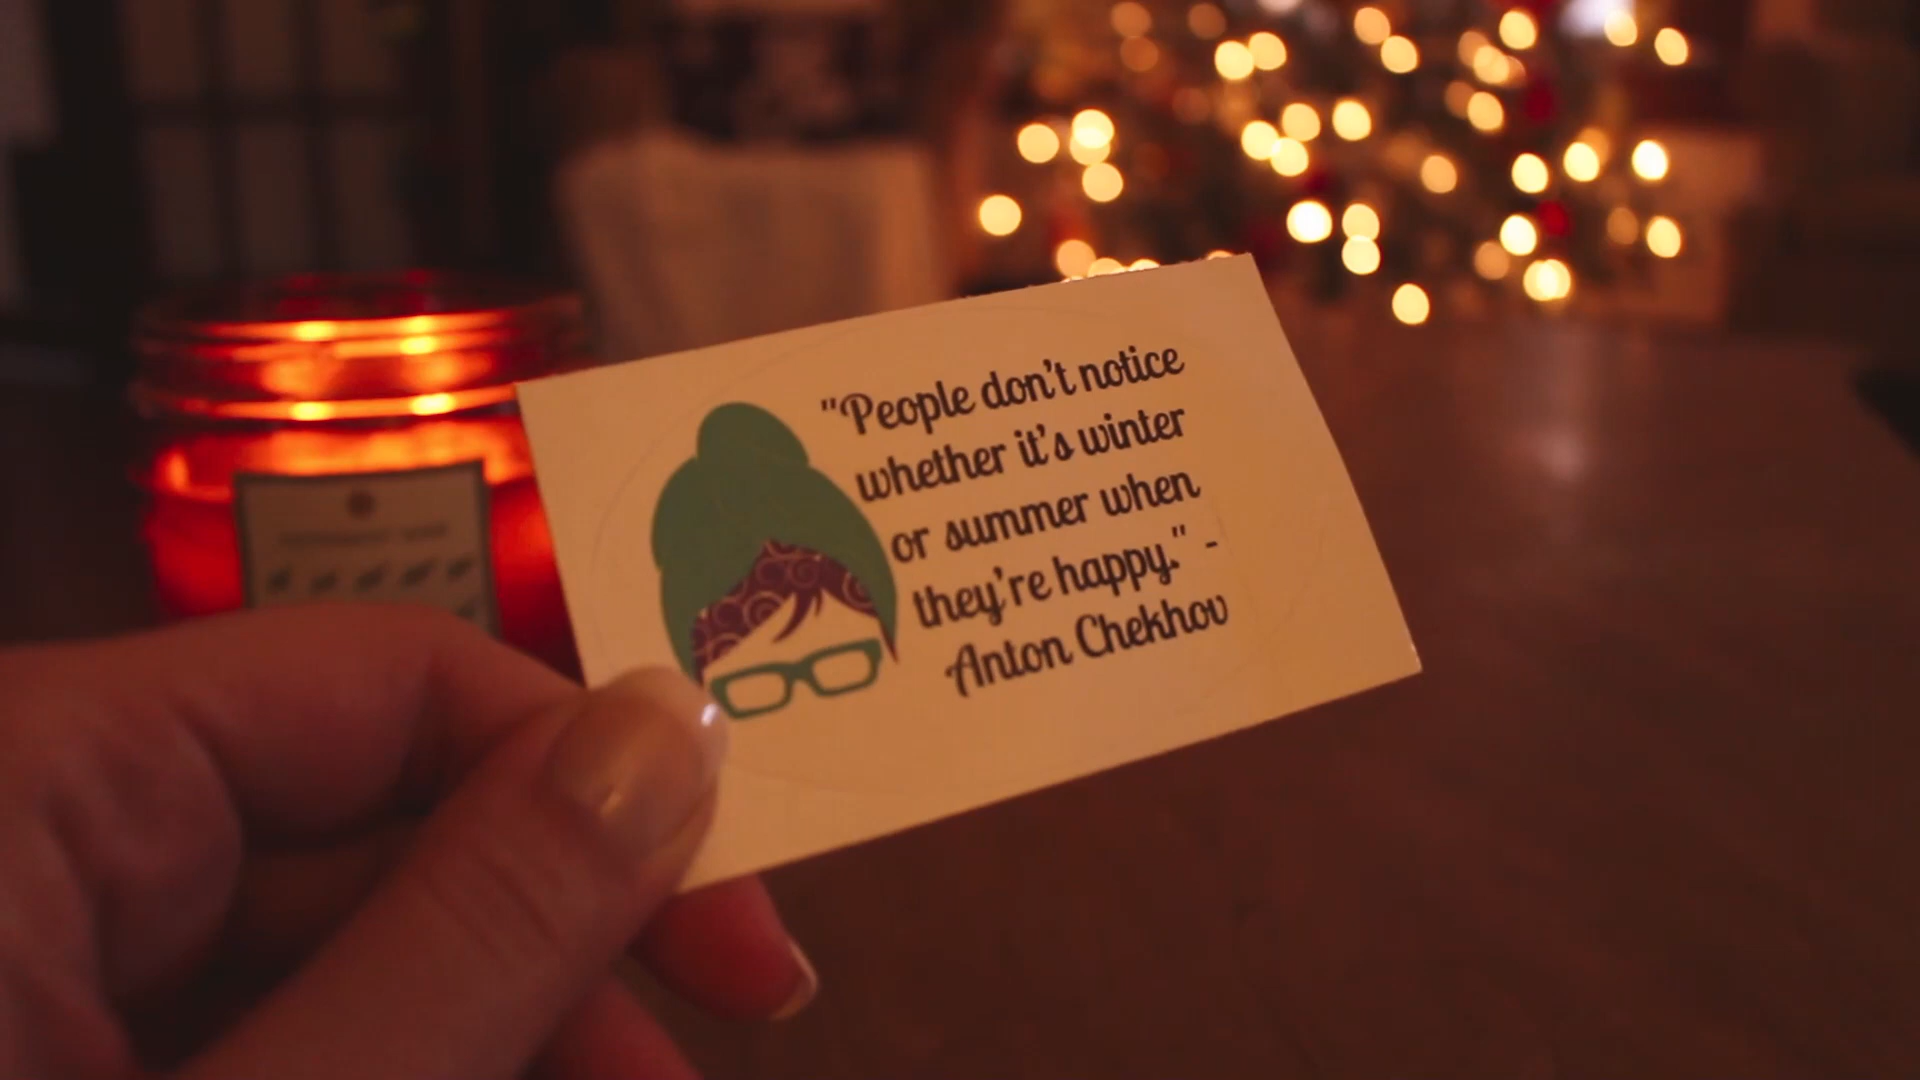 "People don't notice
whether it's winter
or summer when
they're happy." -
Anton Chekhov